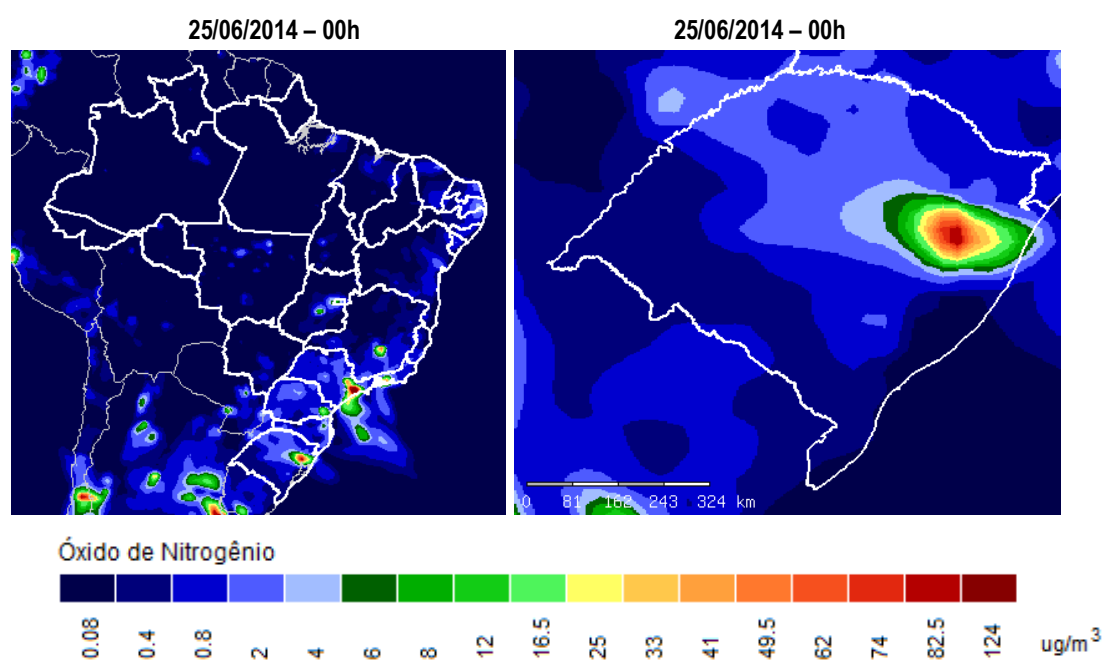 25/06/2014 – 00h
25/06/2014 – 00h
0 81 162 243 324 km
Óxido de Nitrogênio
0.08 0.4 0.8 2 4 6 8 12 16.5 25 33 41 49.5 62 74 82.5 124 ug/m³